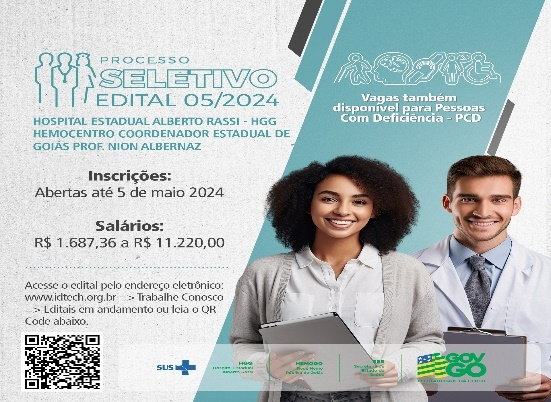 PROCESSO
SELETIVO
EDITAL 05/2024
HOSPITAL ESTADUAL ALBERTO RASSI - HGG
HEMOCENTRO COORDENADOR ESTADUAL DE
GOIÁS PROF. NION ALBERNAZ
Inscrições:
Abertas até 5 de maio 2024
Salários:
R$ 1.687,36 a R$ 11.220,00
Acesse o edital pelo endereço eletrônico:
www.idtech.org.br --> Trabalhe Conosco
--> Editais em andamento ou leia o QR
Code abaixo.
Vagas também
disponível para Pessoas
Com Deficiência - PCD
SUS
HGG
HEMOGO
GOV
GO